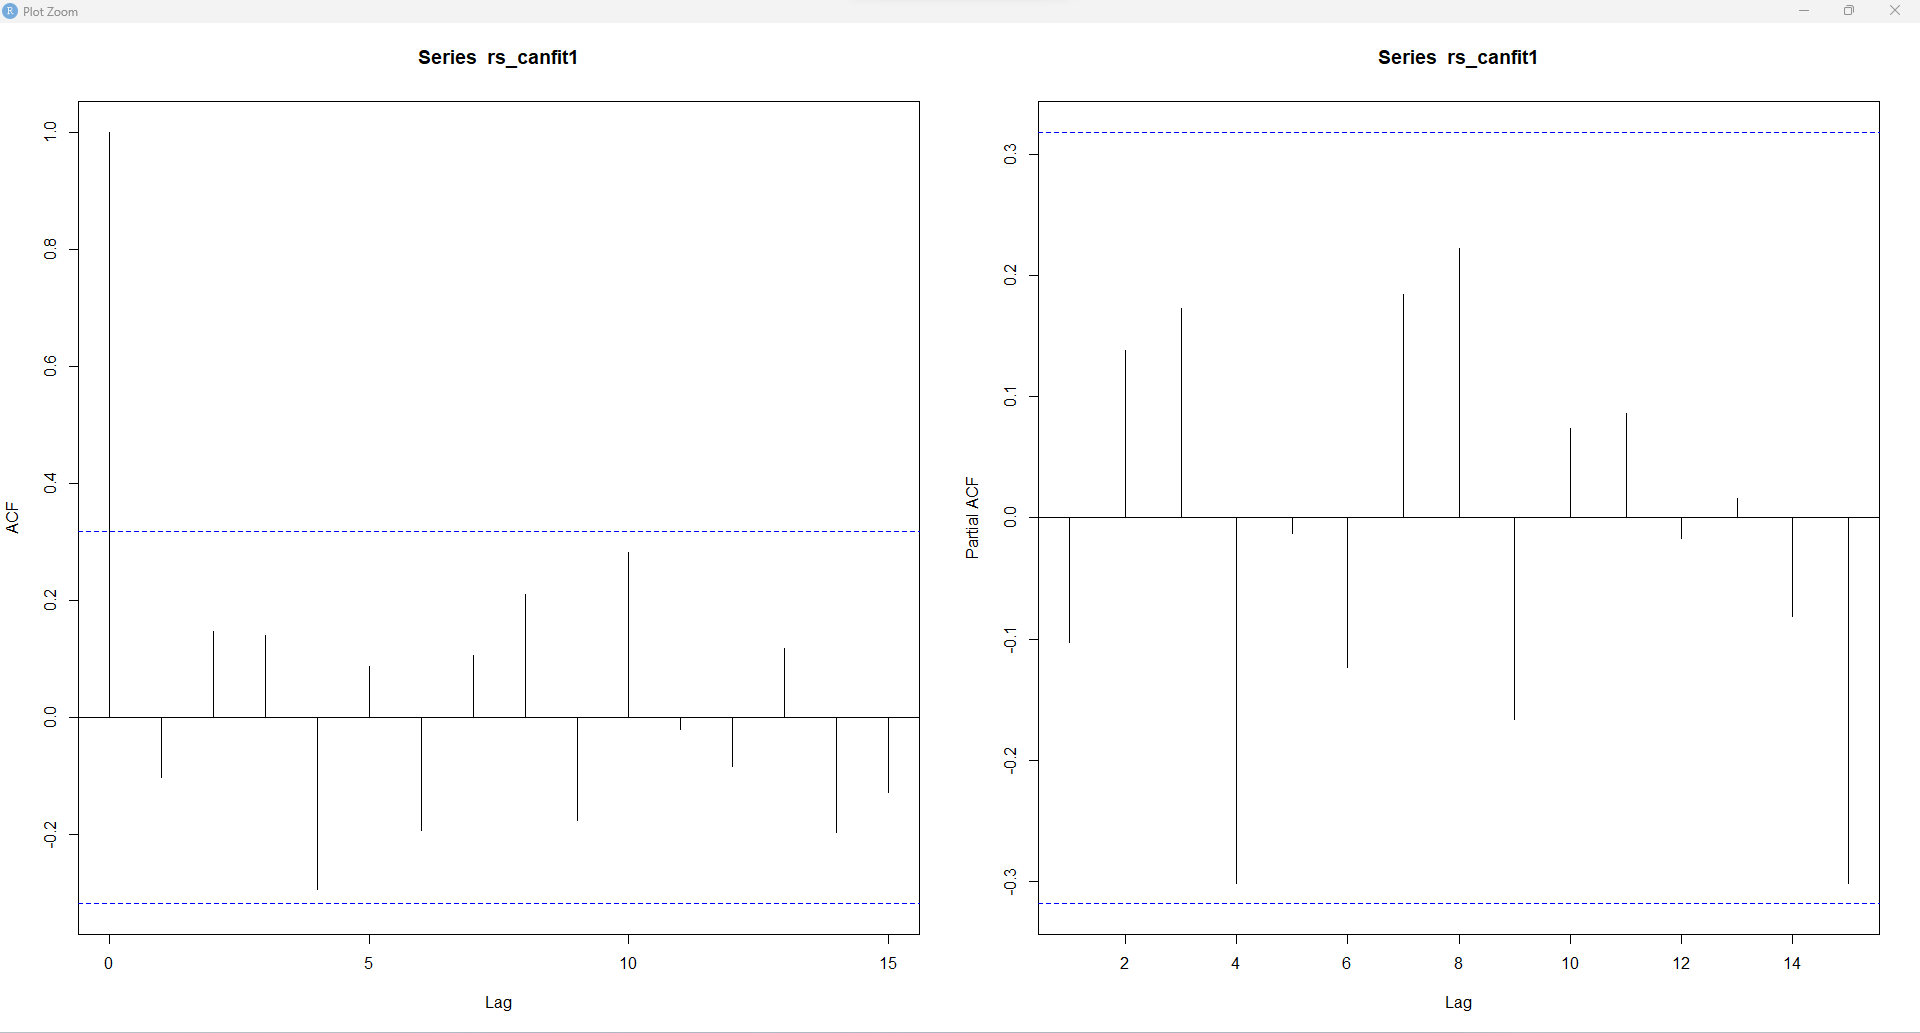 R Plot Zoom
Series rs_canfit1
ACF
1.0
0.8
0.6
0.4
0.2
0.0
-0.2
0 5 10 15
Lag
Series rs_canfit1
Partial ACF
0.3
0.2
0.1
0.0
-0.1
-0.2
-0.3
2 4 6 8 10 12 14
Lag